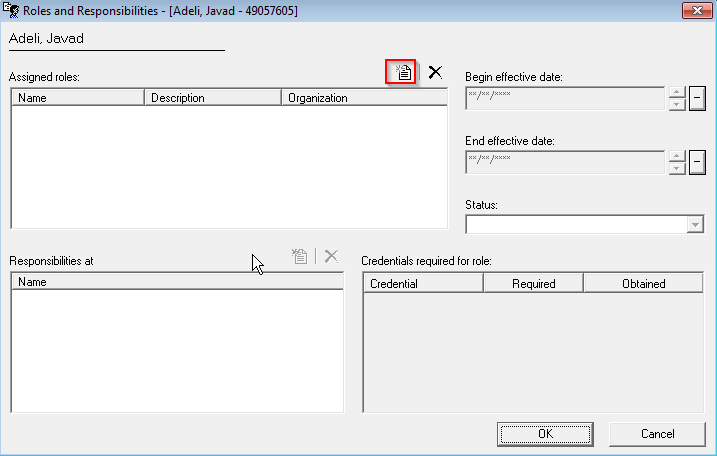 Roles and Responsibilities - [Adeli, Javad - 49057605]
Adeli, Javad
Assigned roles:
Name Description Organization
Begin effective date:
**/**/****
End effective date:
**/**/****
Status:
Responsibilities at
Name
Credentials required for role:
Credential Required Obtained
OK Cancel